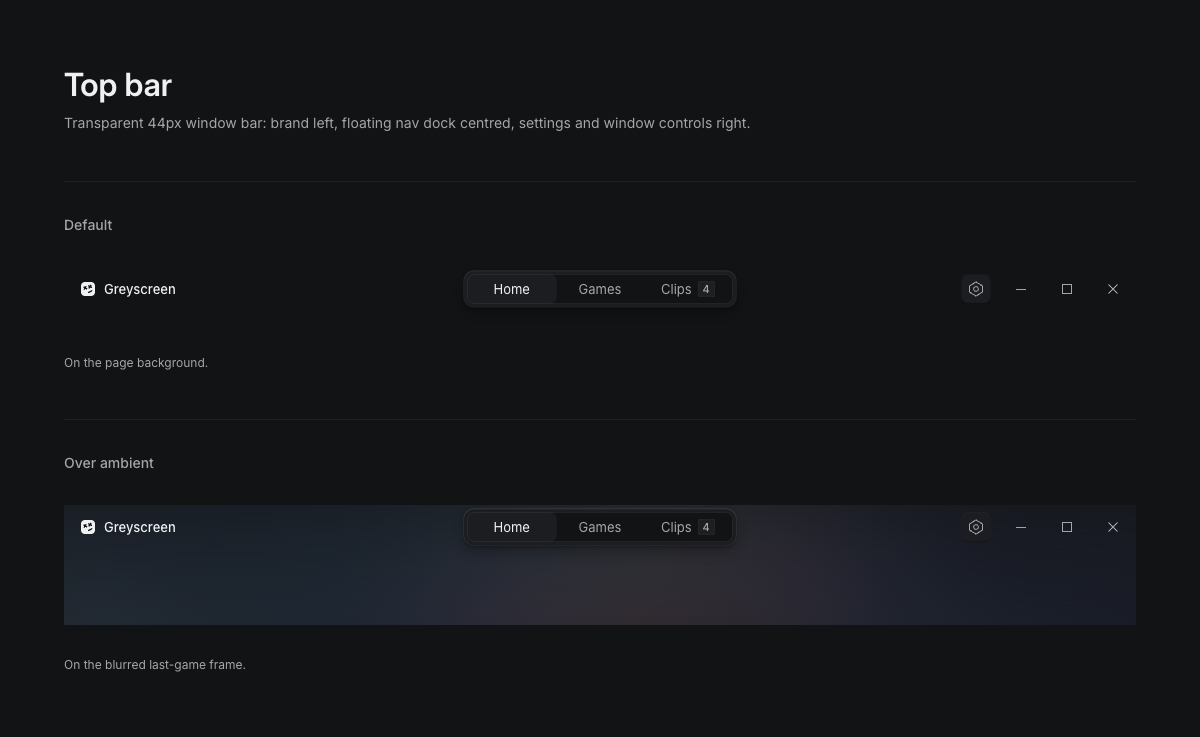 Top bar
Transparent 44px window bar: brand left, floating nav dock centred, settings and window controls right.
Default
Greyscreen Home Games Clips 4
On the page background.
Over ambient
Greyscreen Home Games Clips 4
On the blurred last-game frame.